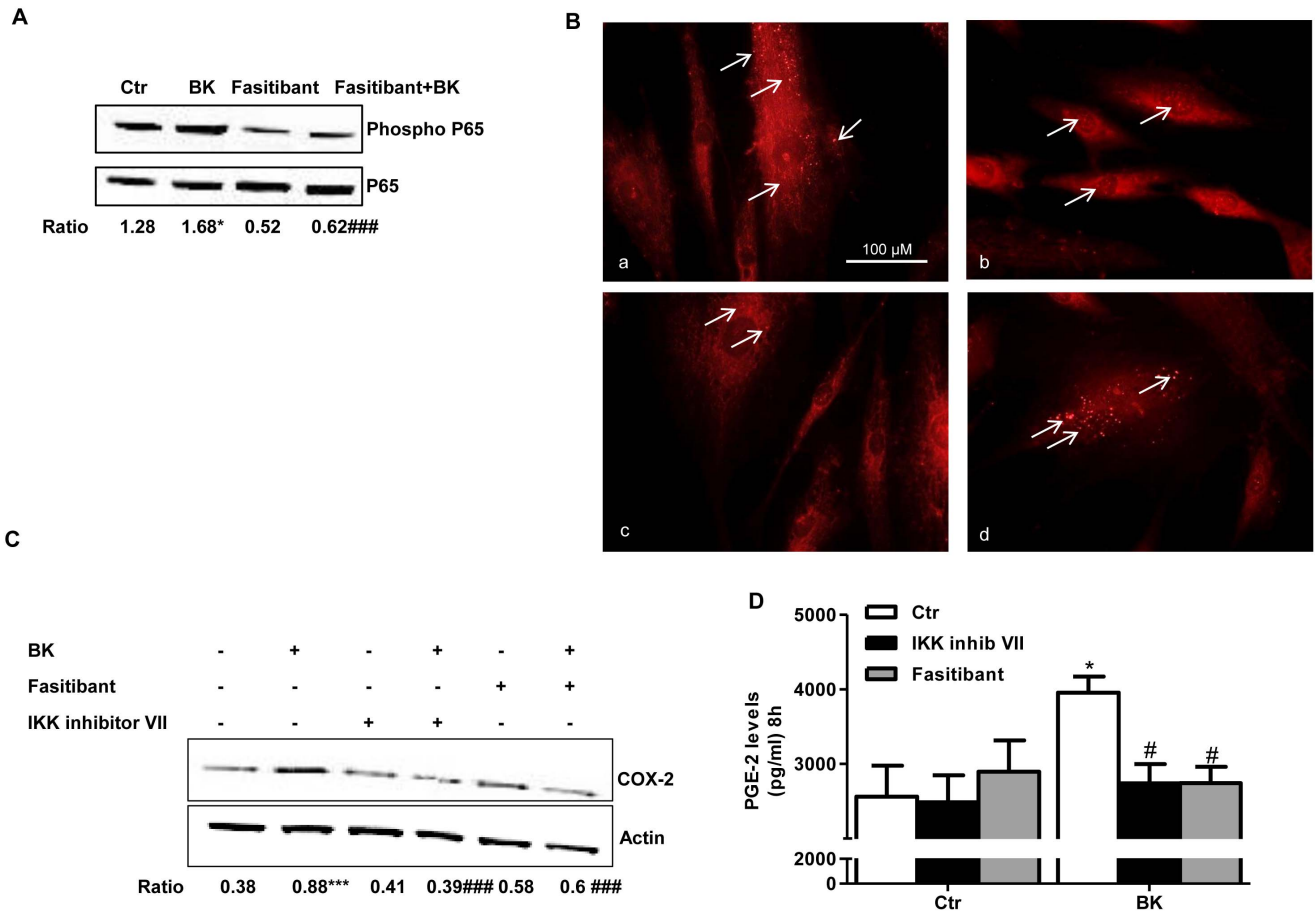 A
Ctr BK Fasitibant Fasitibant+BK
Phospho P65
P65
Ratio 1.28 1.68* 0.52 0.62###
B
a
100 µM
b
c
d
C
BK - + - + - +
Fasitibant - - - - + +
IKK inhibitor VII - - + + - -
COX-2
Actin
Ratio 0.38 0.88*** 0.41 0.39### 0.58 0.6 ###
D
Ctr
IKK inhib VII
Fasitibant
PGE-2 levels
(pg/ml) 8h
5000
4000
3000
2000
0
*
#
#
Ctr BK